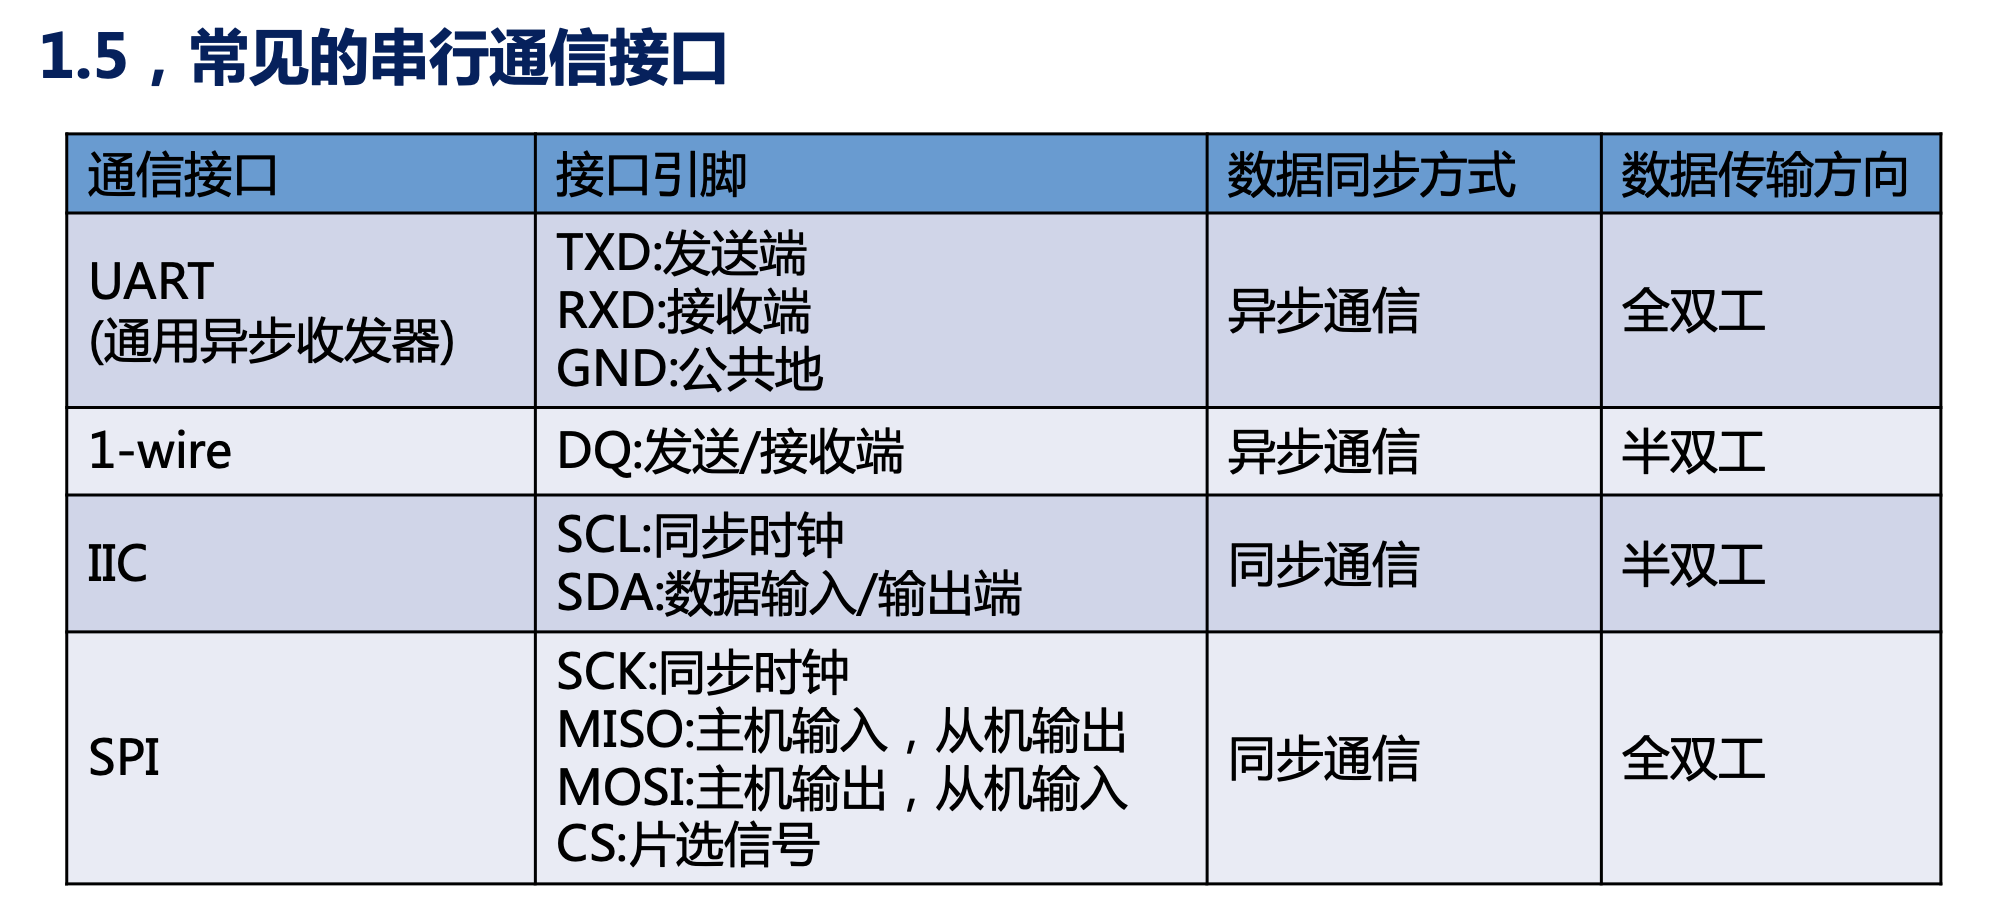 1.5，常见的串行通信接口
通信接口
接口引脚
数据同步方式
数据传输方向
UART
(通用异步收发器)
TXD:发送端
RXD:接收端
GND:公共地
异步通信
全双工
1-wire
DQ:发送/接收端
异步通信
半双工
IIC
SCL:同步时钟
SDA:数据输入/输出端
同步通信
半双工
SPI
SCK:同步时钟
MISO:主机输入，从机输出
MOSI:主机输出，从机输入
CS:片选信号
同步通信
全双工